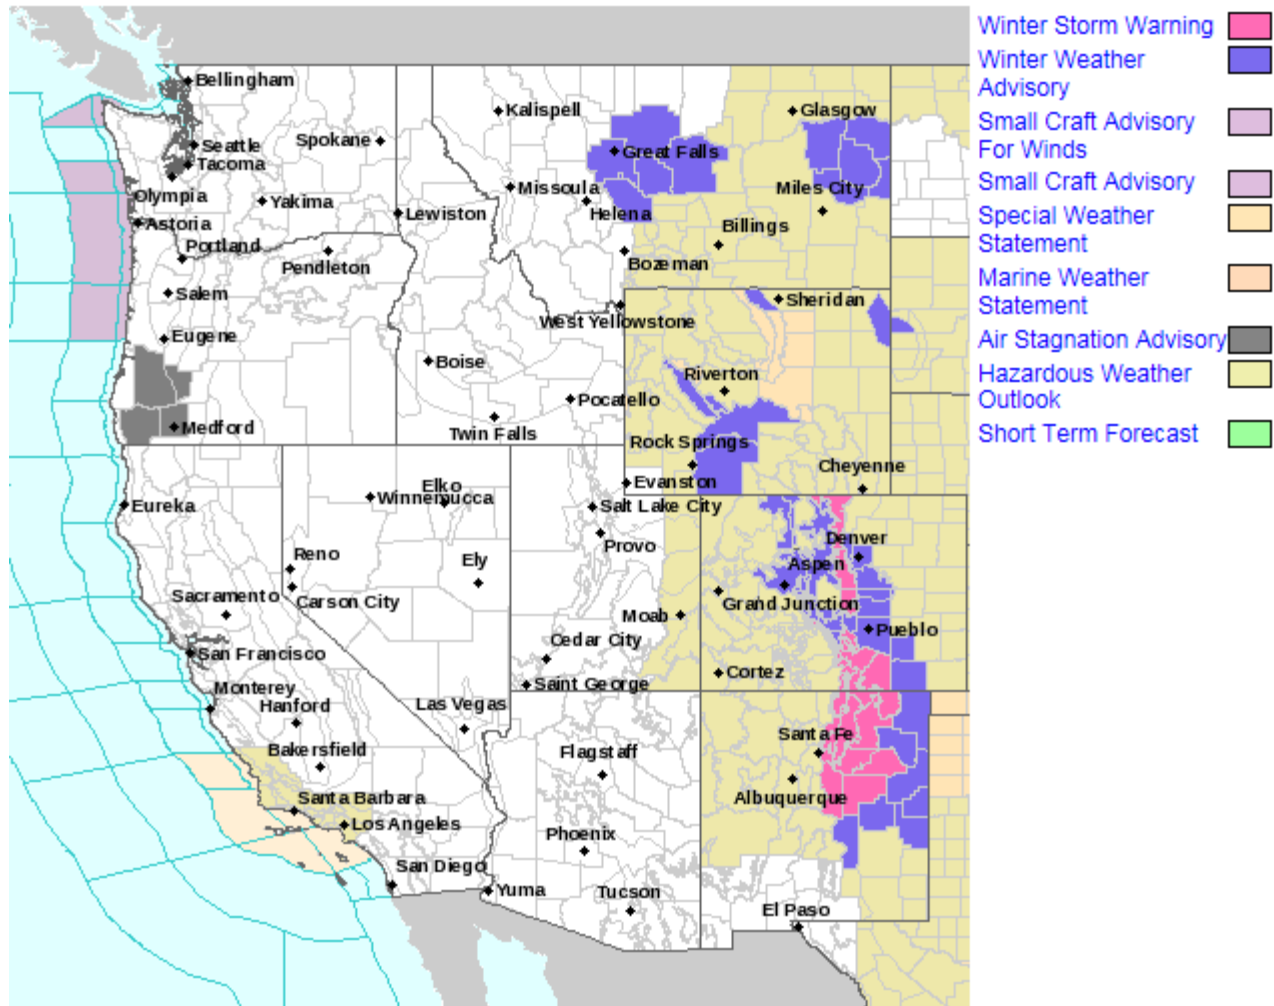 Winter Storm Warning
Winter Weather
Advisory
Small Craft Advisory
For Winds
Small Craft Advisory
Special Weather
Statement
Marine Weather
Statement
Air Stagnation Advisory
Hazardous Weather
Outlook
Short Term Forecast
Bellingham
Kalispell
Glasgow
Spokane
Seattle
Great Falls
Tacoma
Missoula
Miles City
Olympia
Yakima
Lewiston
Helena
Astoria
Billings
Portland
Pendleton
Bozeman
Salem
Sheridan
West Yellowstone
Eugene
Boise
Riverton
Pocatello
Medford
Twin Falls
Rock Springs
Cheyenne
Elko
Evanston
Winnemucca
Eureka
Salt Lake City
Denver
Provo
Reno
Ely
Aspen
Sacramento
Carson City
Grand Junction
Moab
Pueblo
Cedar City
San Francisco
Cortez
Saint George
Monterey
Hanford
Las Vegas
Santa Fe
Bakersfield
Flagstaff
Santa Barbara
Albuquerque
Los Angeles
Phoenix
San Diego
Yuma
Tucson
El Paso